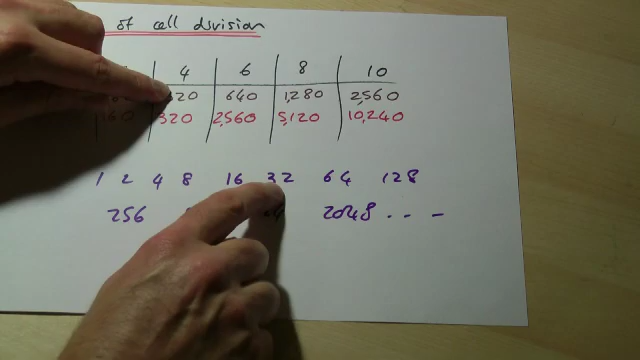 of cell division
4 6 8 10
320 640 1,280 2,560
60 320 2,560 5,120 10,240
1 2 4 8 16 32 64 128
256 2048 . . -